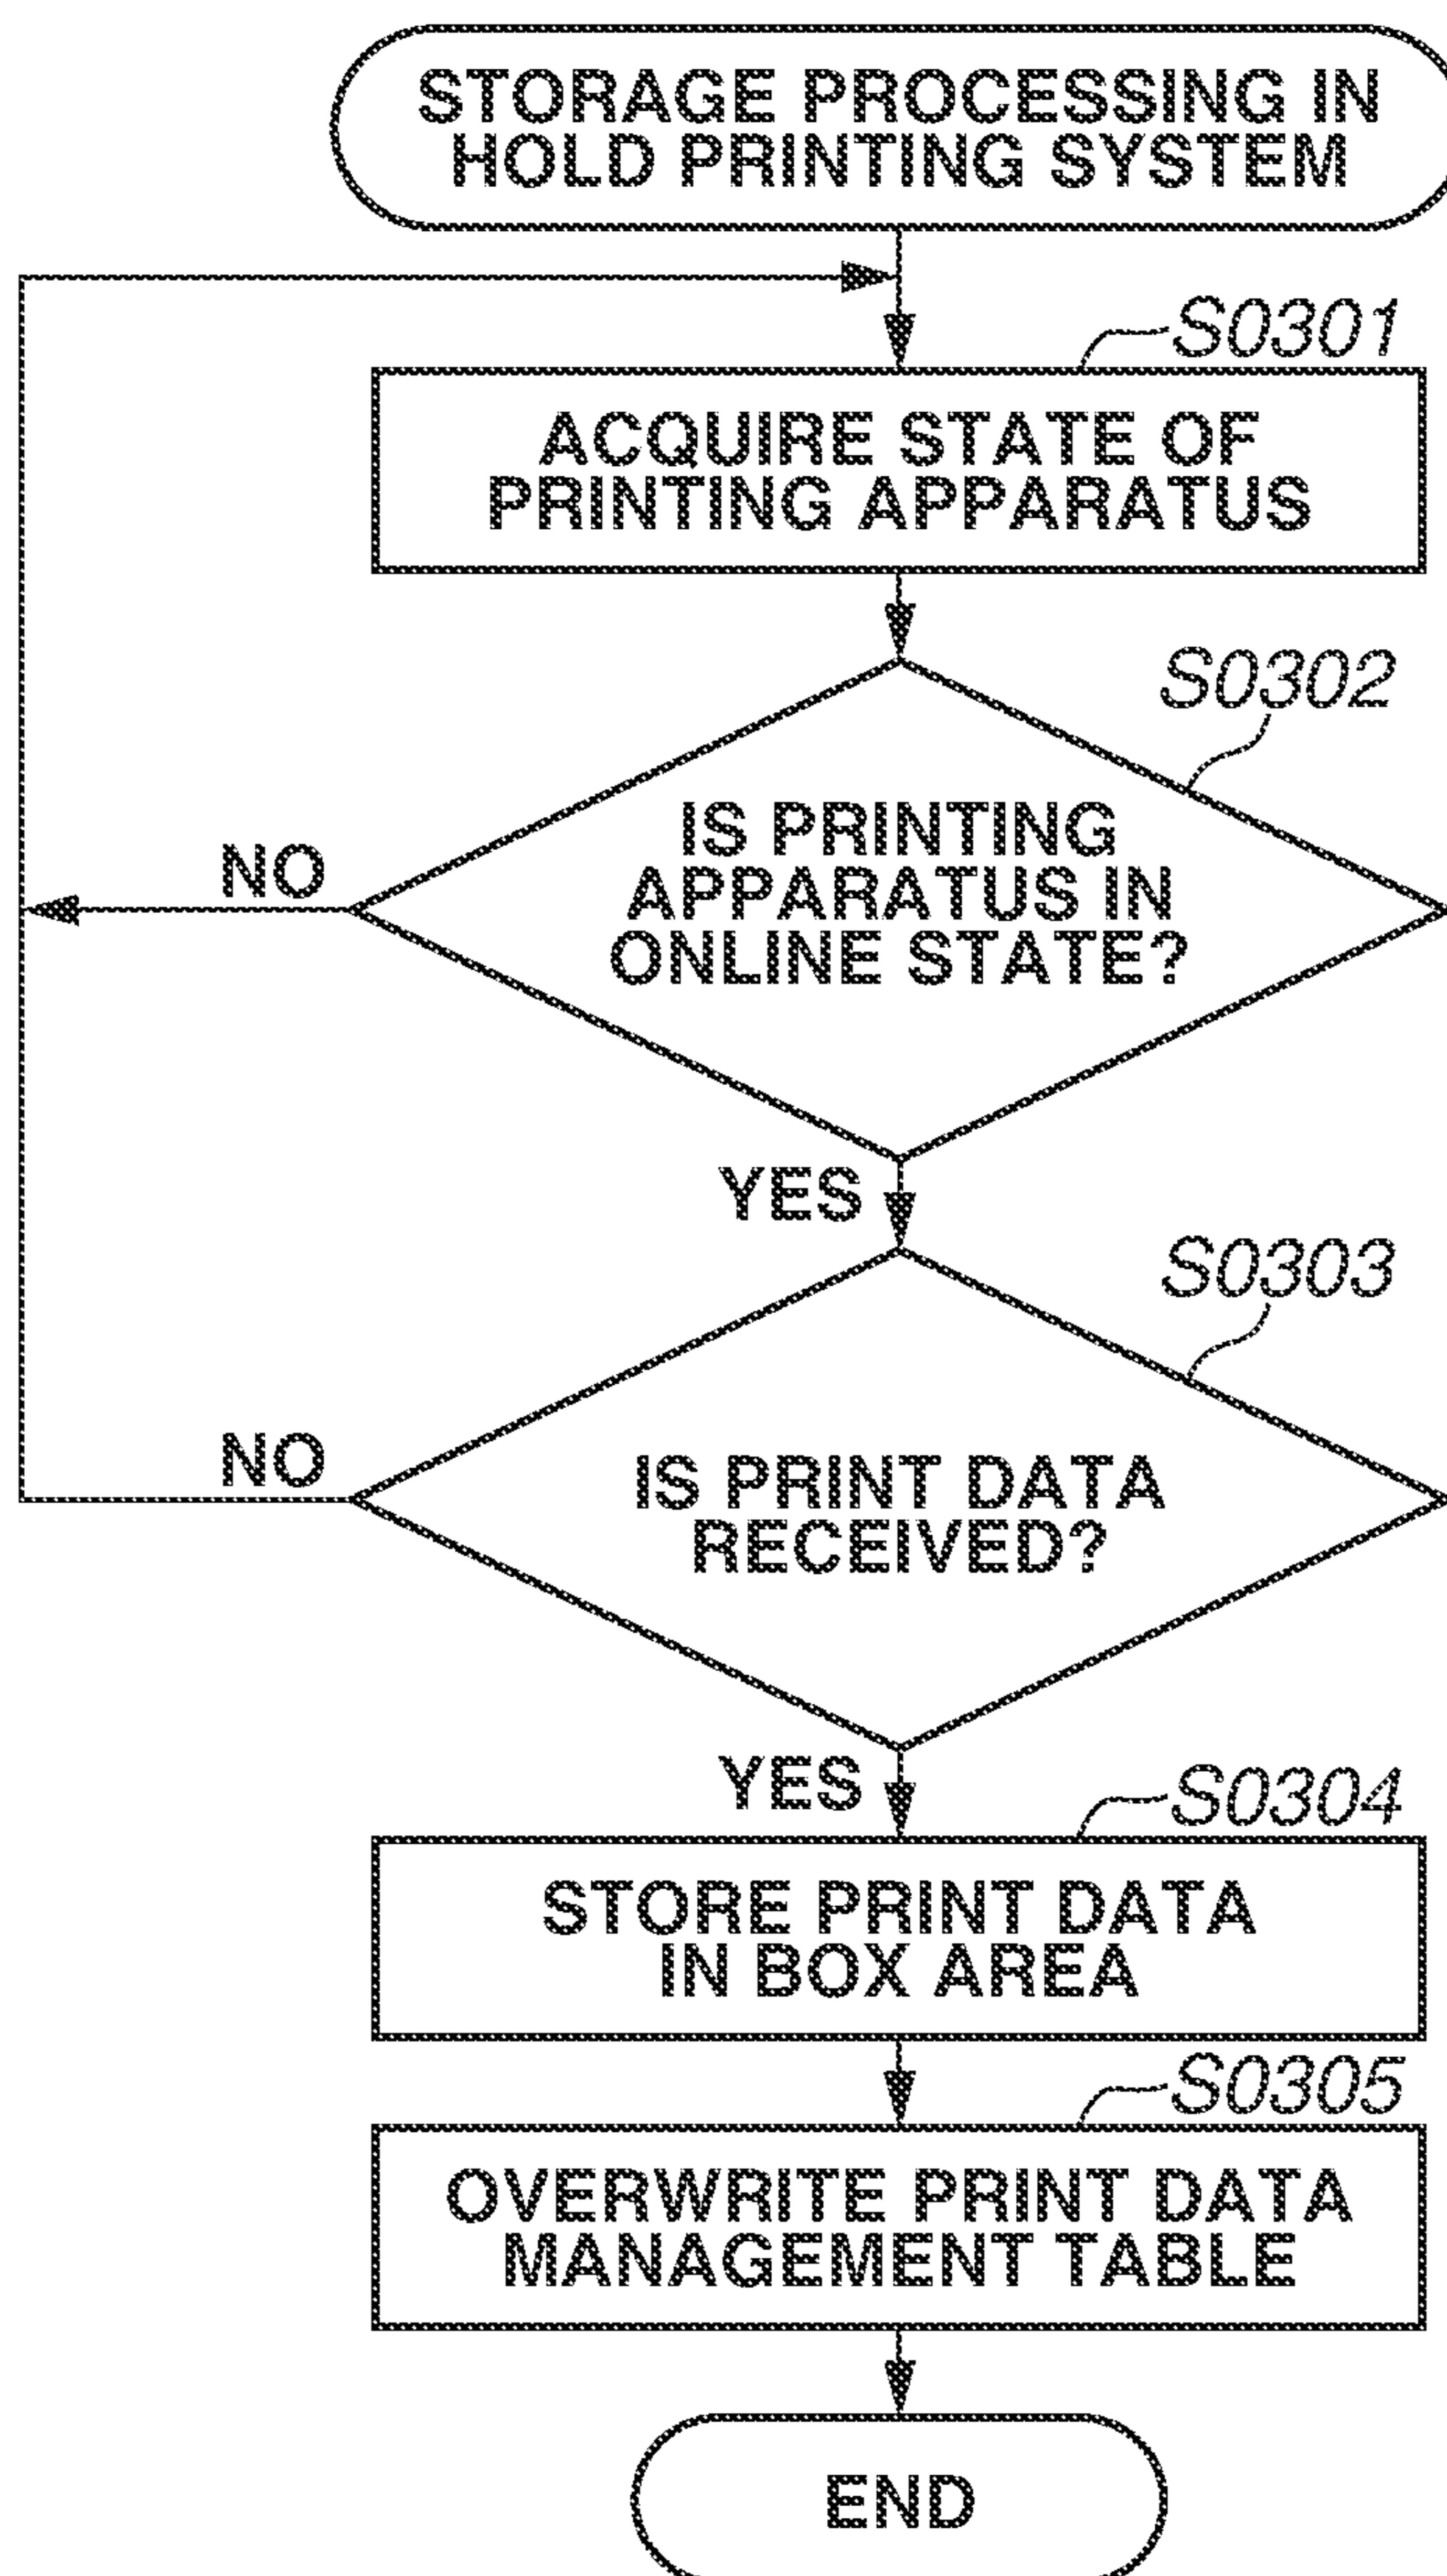 STORAGE PROCESSING IN
HOLD PRINTING SYSTEM
S0301
ACQUIRE STATE OF
PRINTING APPARATUS
S0302
IS PRINTING
APPARATUS IN
ONLINE STATE?
NO
YES
S0303
IS PRINT DATA
RECEIVED?
NO
YES
S0304
STORE PRINT DATA
IN BOX AREA
S0305
OVERWRITE PRINT DATA
MANAGEMENT TABLE
END